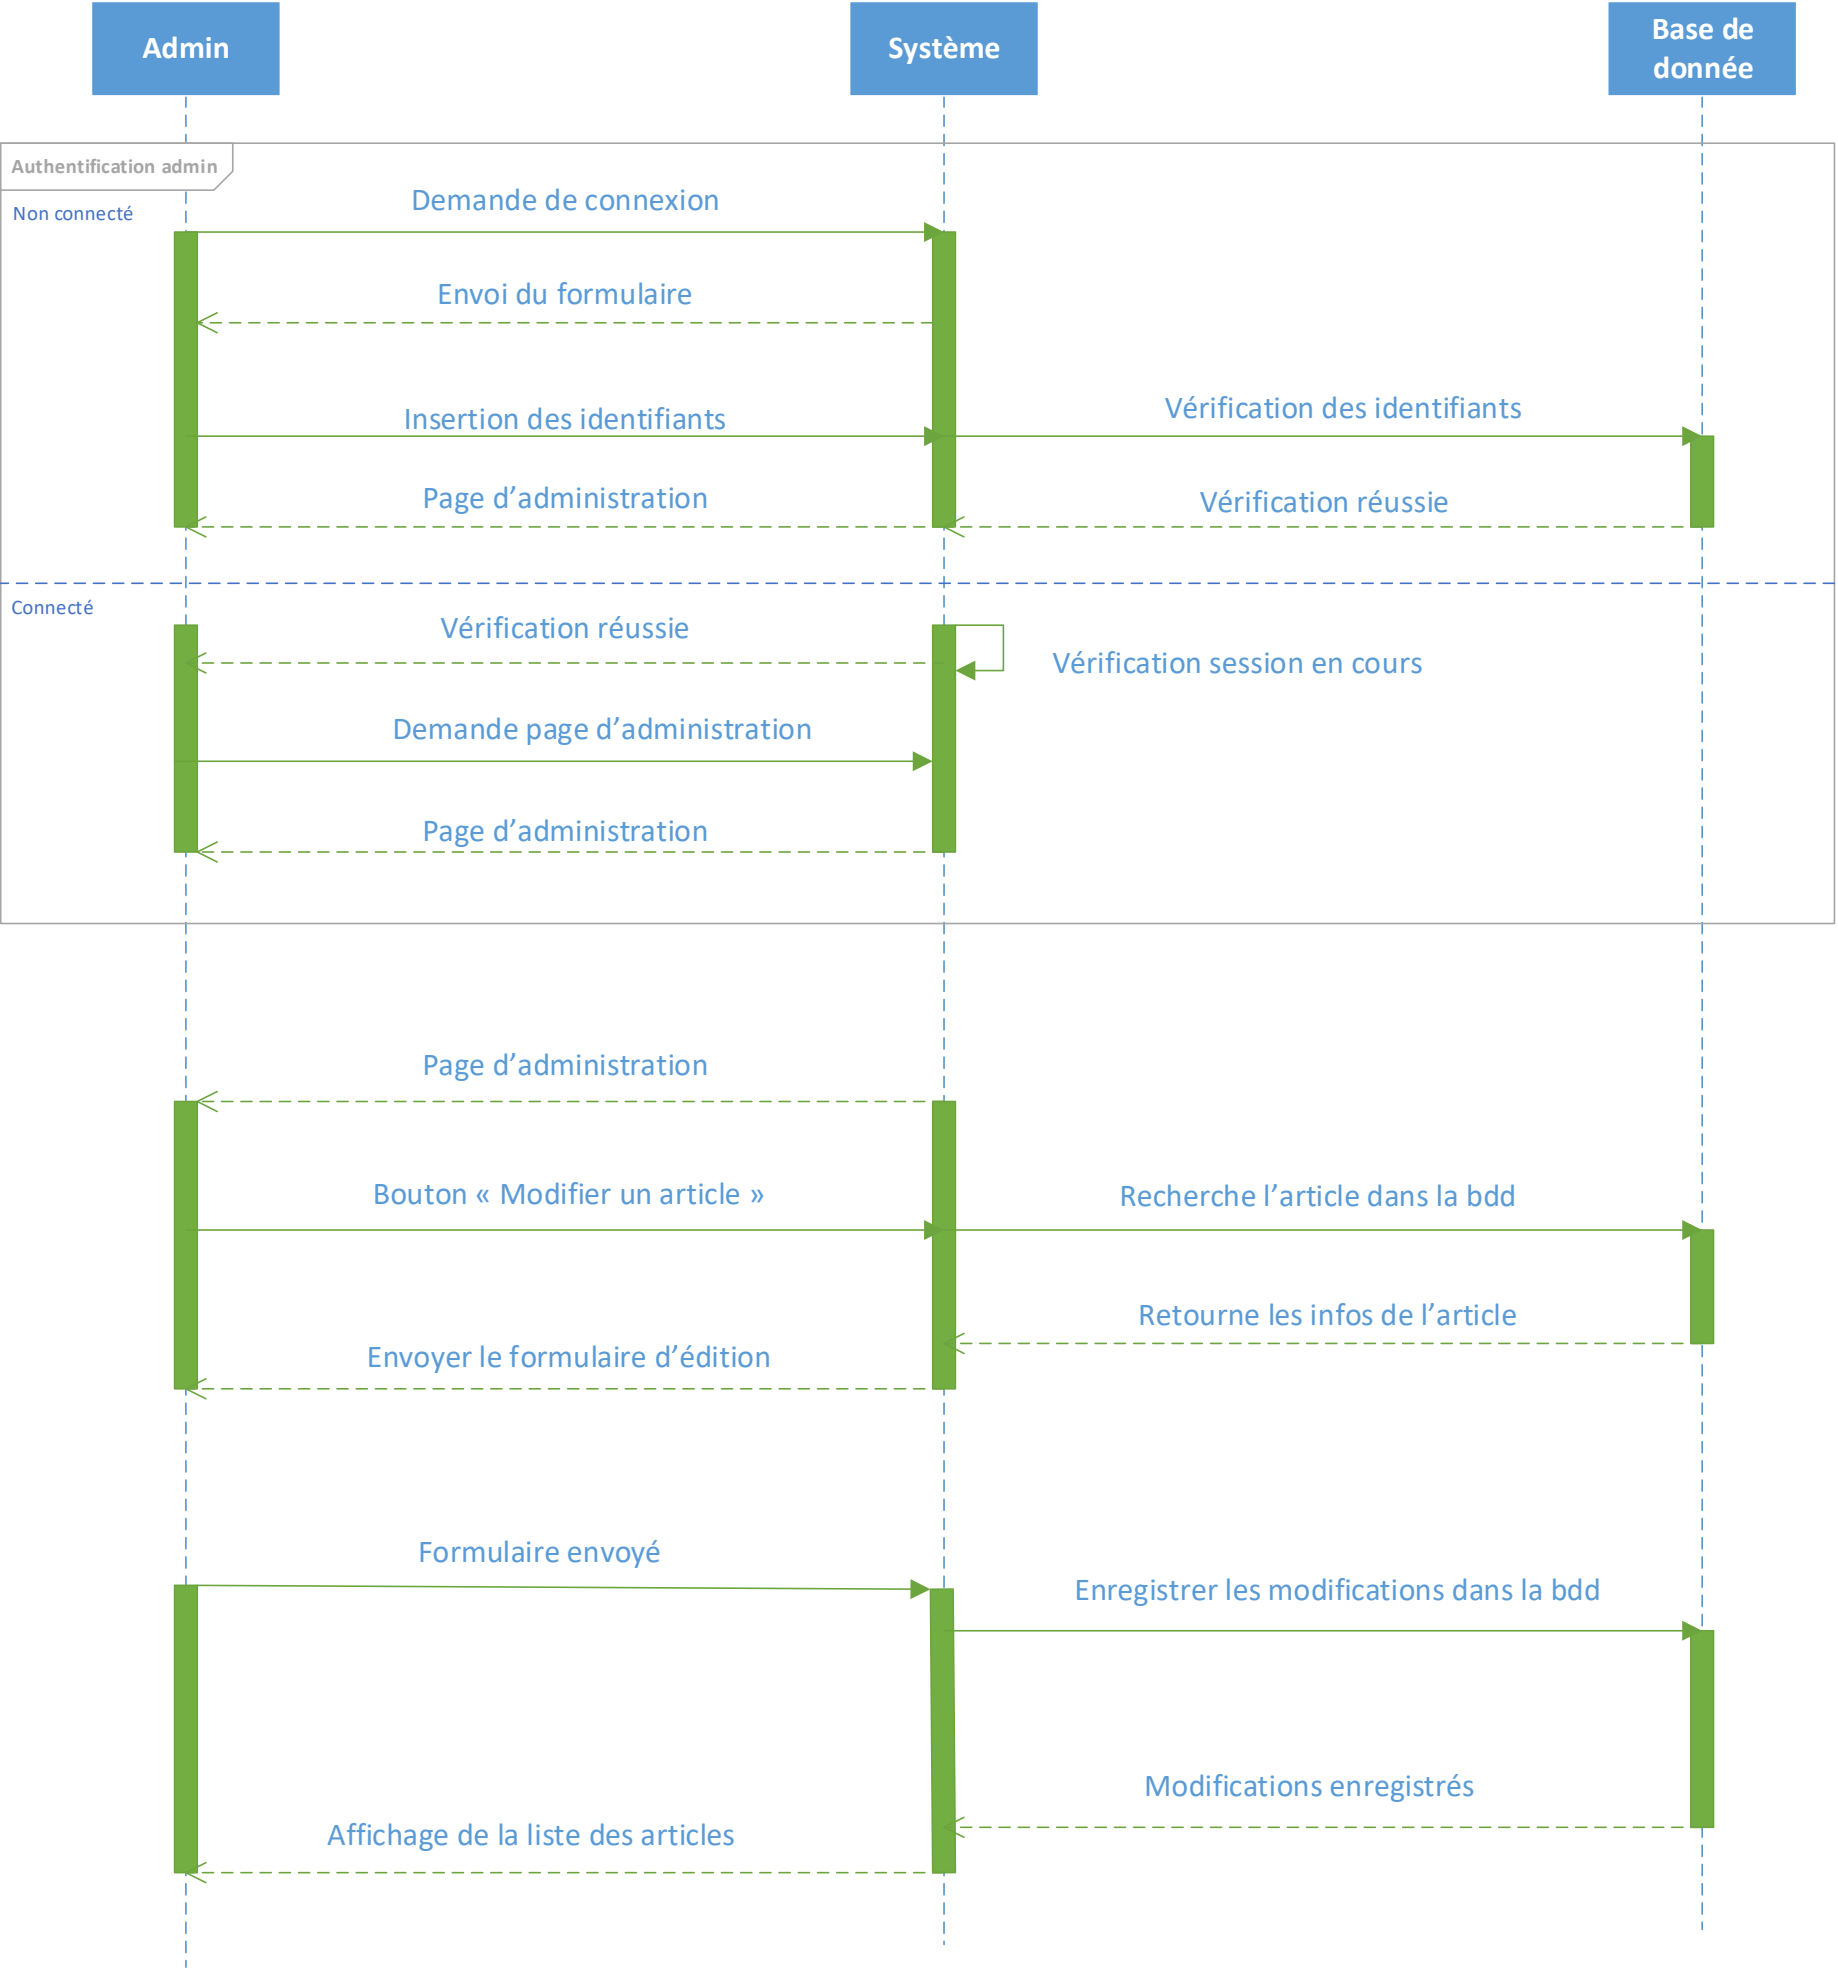 Admin
Système
Base de
donnée
Authentification admin
Non connecté
Demande de connexion
Envoi du formulaire
Insertion des identifiants
Vérification des identifiants
Page d’administration
Vérification réussie
Connecté
Vérification réussie
Vérification session en cours
Demande page d’administration
Page d’administration
Page d’administration
Bouton « Modifier un article »
Recherche l’article dans la bdd
Retourne les infos de l’article
Envoyer le formulaire d’édition
Formulaire envoyé
Enregistrer les modifications dans la bdd
Modifications enregistrés
Affichage de la liste des articles